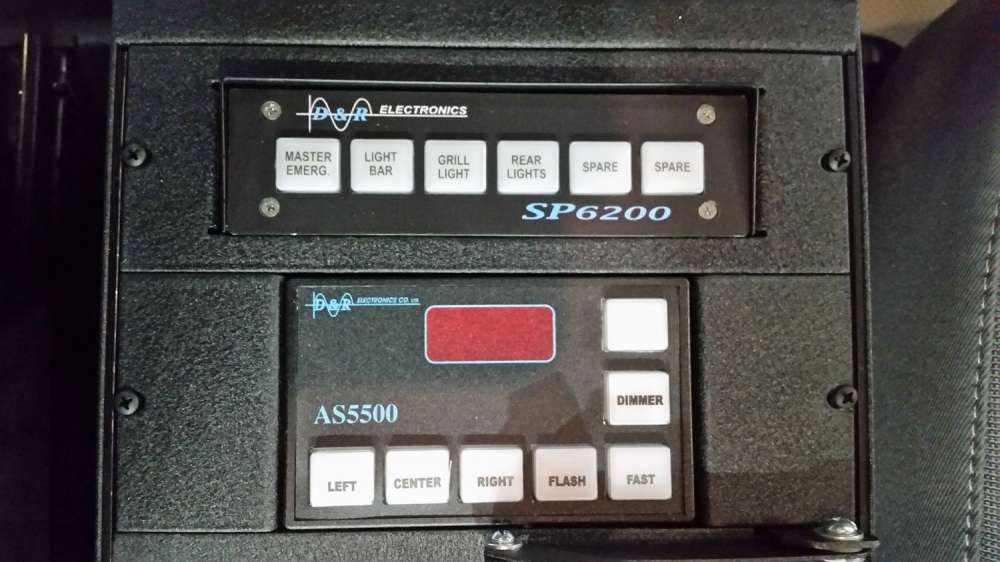 D&R ELECTRONICS
MASTER EMERG.
LIGHT BAR
GRILL LIGHT
REAR LIGHTS
SPARE
SPARE
SP6200
D&R ELECTRONICS CO. LTD
AS5500
DIMMER
LEFT
CENTER
RIGHT
FLASH
FAST